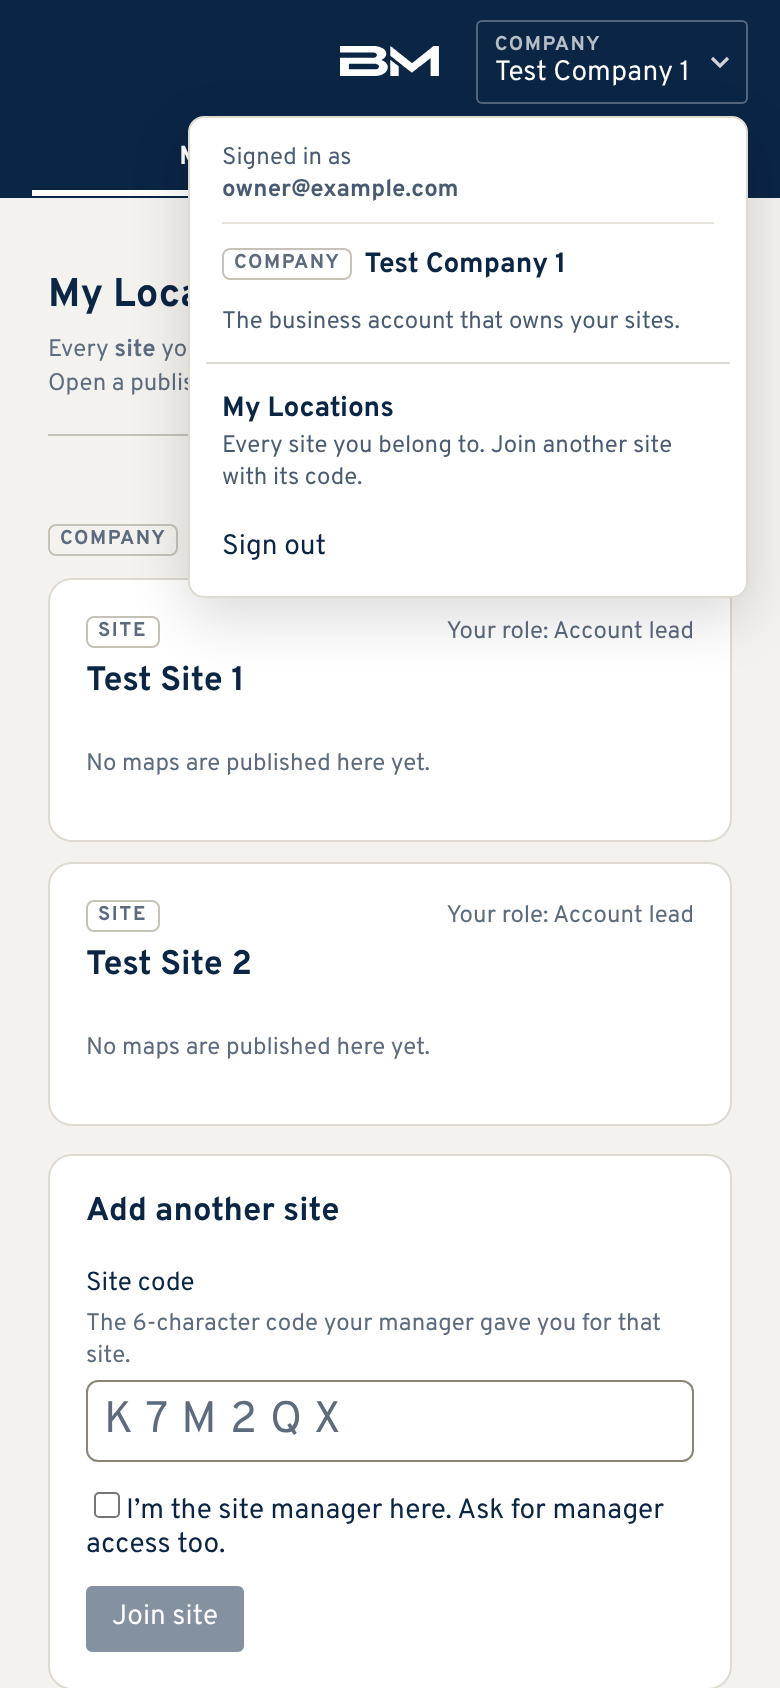 BM
COMPANY
Test Company 1
Signed in as
owner@example.com
COMPANY Test Company 1
The business account that owns your sites.
My Locations
Every site you belong to. Join another site
with its code.
Sign out
My Loca
Every site yo
Open a publis
COMPANY
SITE Your role: Account lead
Test Site 1
No maps are published here yet.
SITE Your role: Account lead
Test Site 2
No maps are published here yet.
Add another site
Site code
The 6-character code your manager gave you for that
site.
K7M2QX
I’m the site manager here. Ask for manager
access too.
Join site